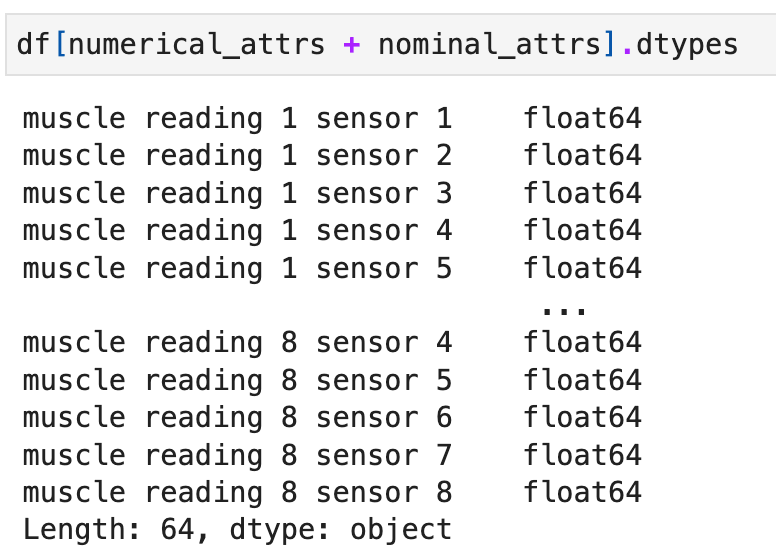 df[numerical_attrs + nominal_attrs].dtypes
muscle reading 1 sensor 1    float64
muscle reading 1 sensor 2    float64
muscle reading 1 sensor 3    float64
muscle reading 1 sensor 4    float64
muscle reading 1 sensor 5    float64
...
muscle reading 8 sensor 4    float64
muscle reading 8 sensor 5    float64
muscle reading 8 sensor 6    float64
muscle reading 8 sensor 7    float64
muscle reading 8 sensor 8    float64
Length: 64, dtype: object